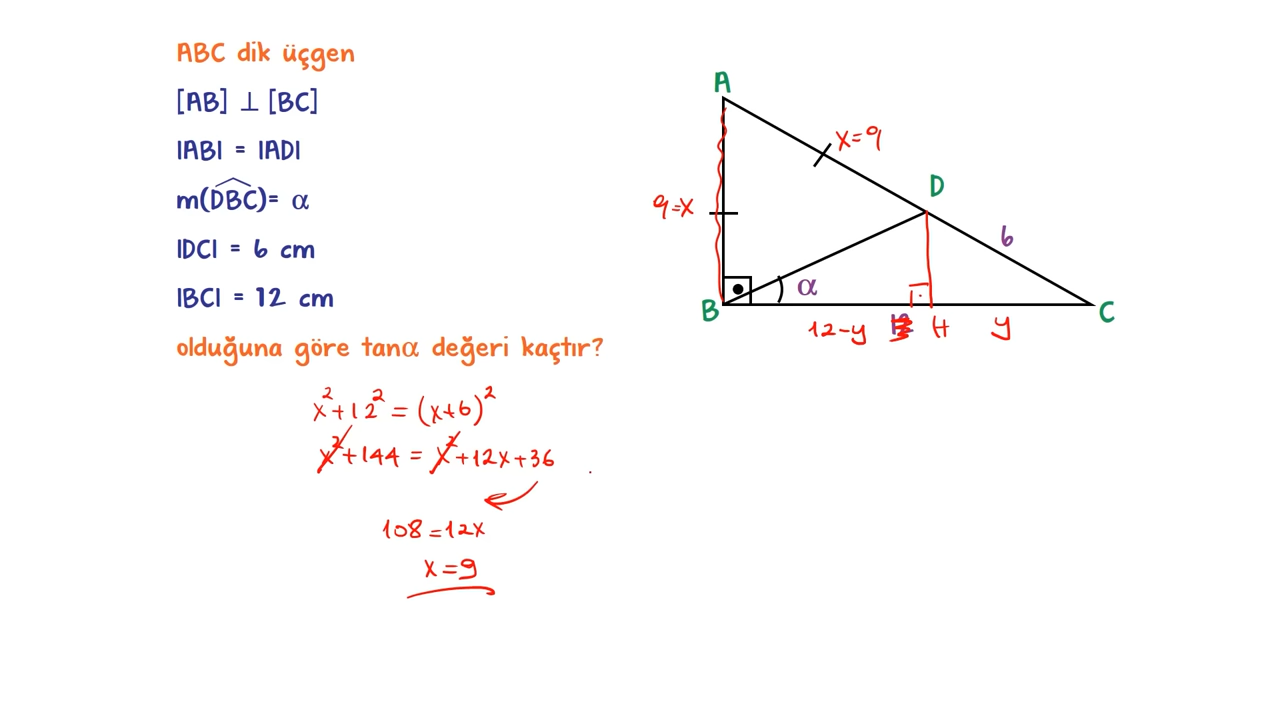 ABC dik üçgen
[AB] ⊥ [BC]
|AB| = |AD|
m(DBC)= α
|DC| = 6 cm
|BC| = 12 cm
olduğuna göre tanα değeri kaçtır?
x²+12² = (x+6)²
x²+144 = x²+12x+36
108=12x
x=9
A
x=9
D
9=x
6
α
B
C
12-y
H
y